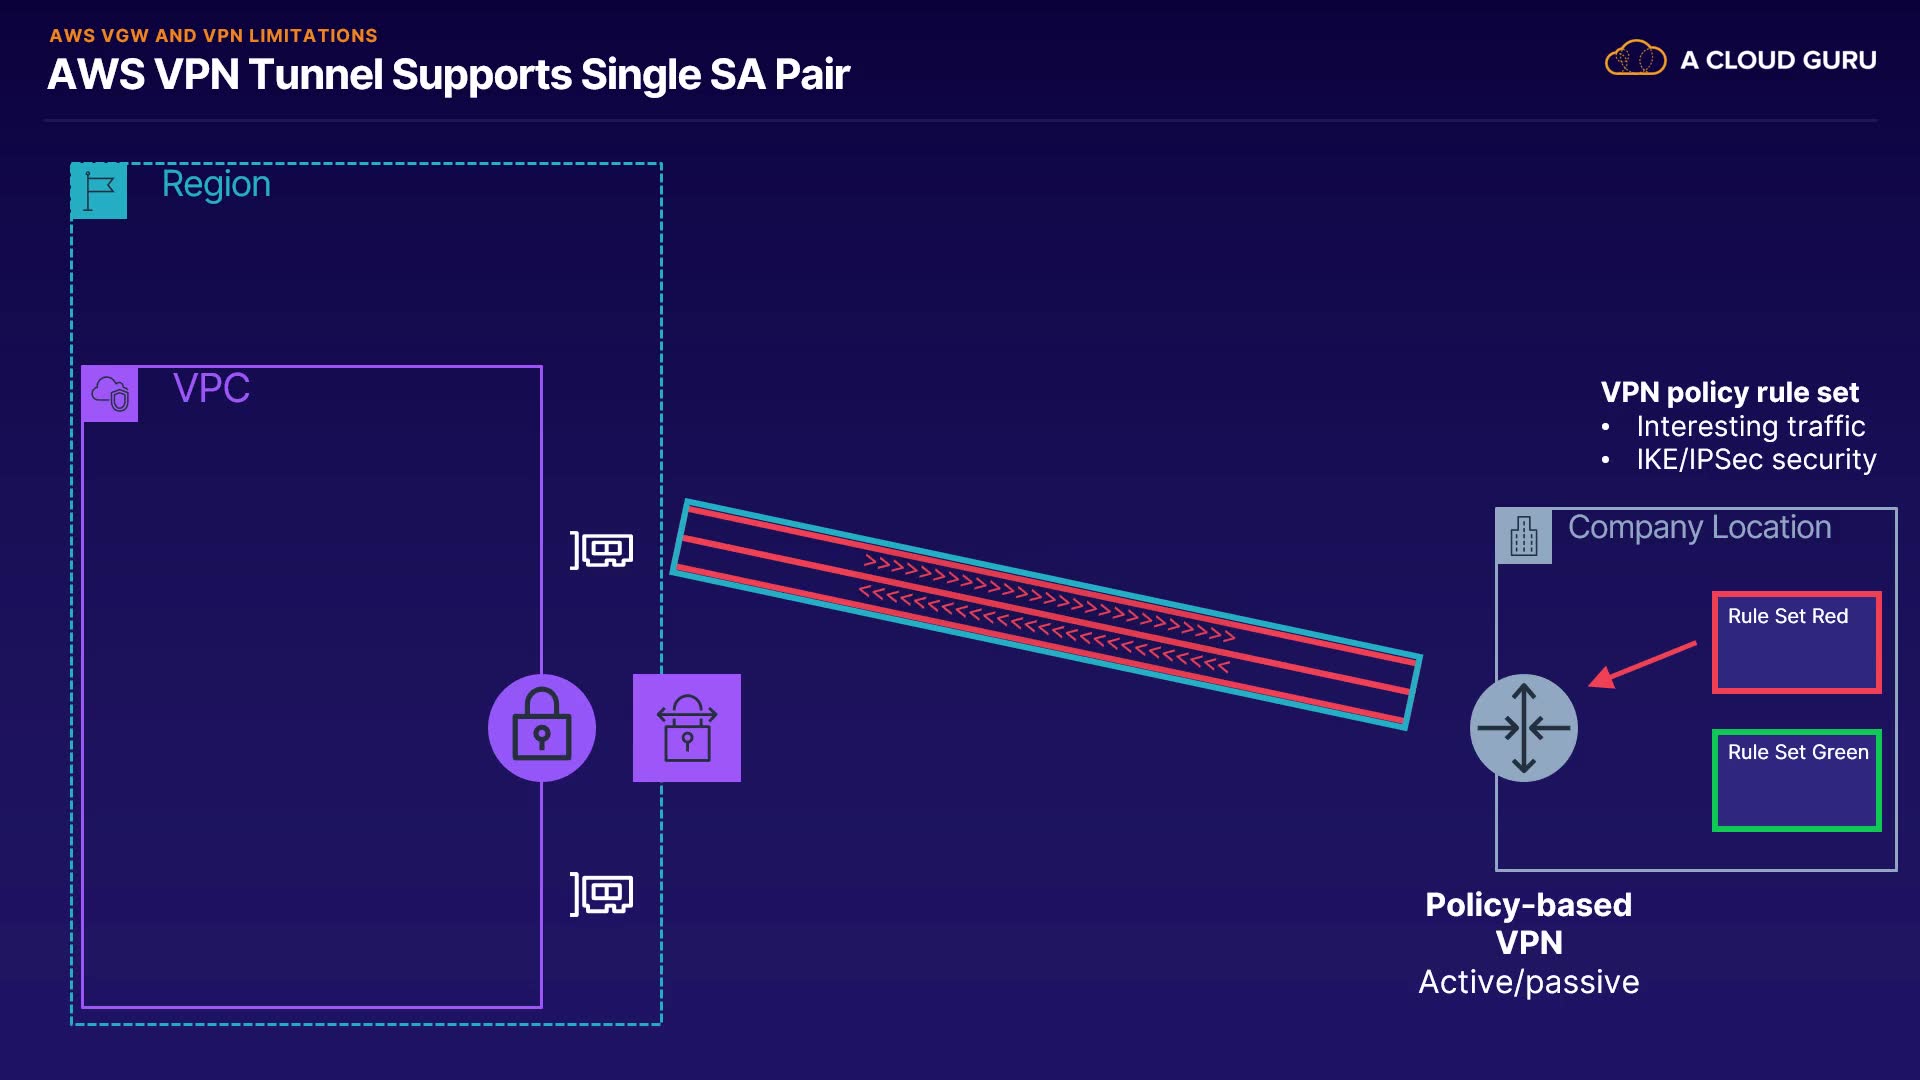 AWS VGW AND VPN LIMITATIONS
AWS VPN Tunnel Supports Single SA Pair
A CLOUD GURU
Region
VPC
VPN policy rule set
• Interesting traffic
• IKE/IPSec security
Company Location
Rule Set Red
Rule Set Green
Policy-based
VPN
Active/passive